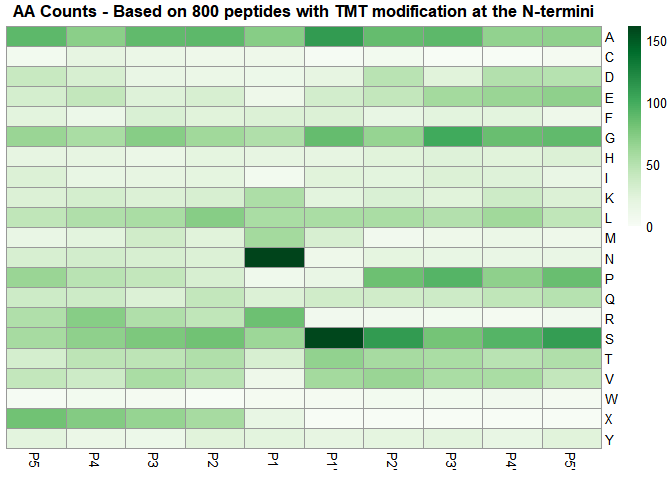 AA Counts - Based on 800 peptides with TMT modification at the N-termini
A
C
D
E
F
G
H
I
K
L
M
N
P
Q
R
S
T
V
W
X
Y
150
100
50
0
P5 P4 P3 P2 P1 P1' P2' P3' P4' P5'